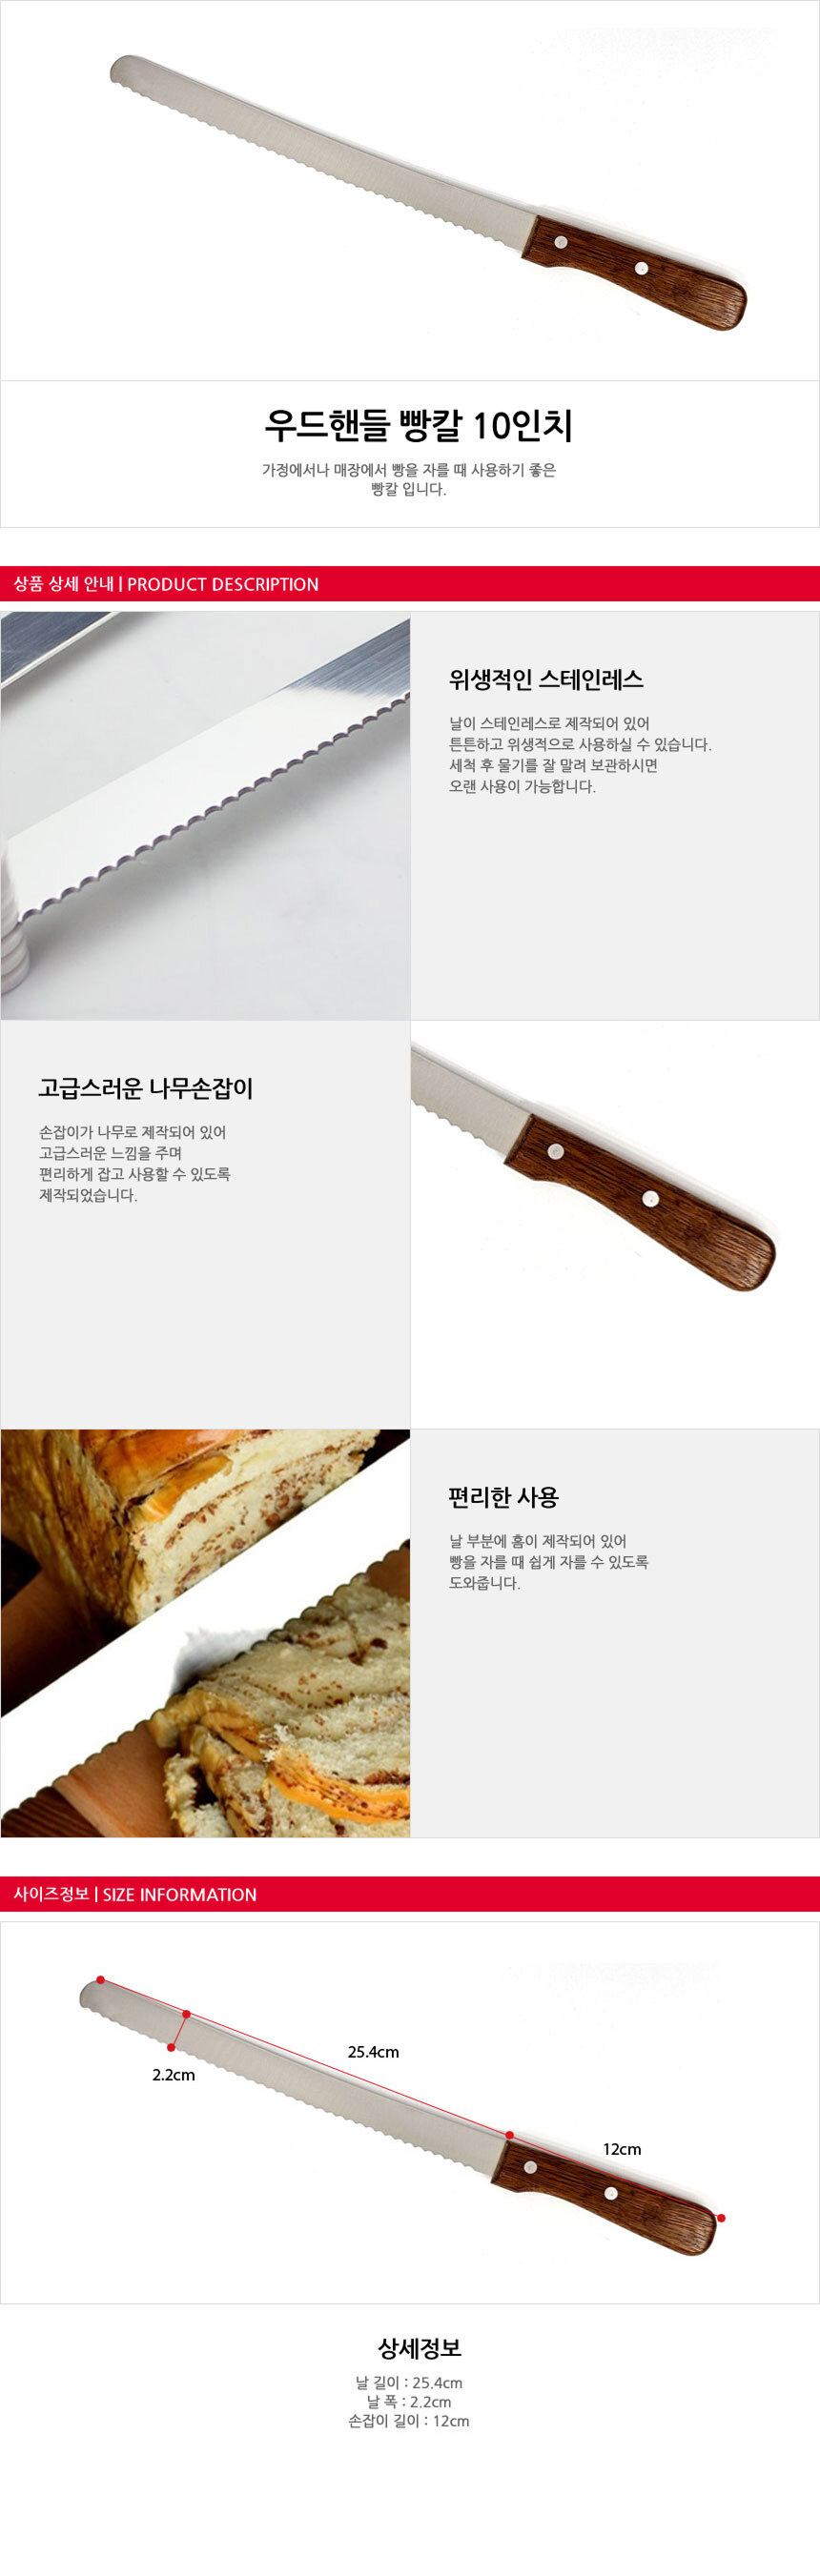 우드핸들 빵칼 10인치
가정에서나 매장에서 빵을 자를 때 사용하기 좋은
빵칼 입니다.
상품 상세 안내 | PRODUCT DESCRIPTION
위생적인 스테인레스
날이 스테인레스로 제작되어 있어
튼튼하고 위생적으로 사용하실 수 있습니다.
세척 후 물기를 잘 말려 보관하시면
오랜 사용이 가능합니다.
고급스러운 나무손잡이
손잡이가 나무로 제작되어 있어
고급스러운 느낌을 주며
편리하게 잡고 사용할 수 있도록
제작되었습니다.
편리한 사용
날 부분에 홈이 제작되어 있어
빵을 자를 때 쉽게 자를 수 있도록
도와줍니다.
사이즈정보 | SIZE INFORMATION
25.4cm
2.2cm
12cm
상세정보
날 길이 : 25.4cm
날 폭 : 2.2cm
손잡이 길이 : 12cm